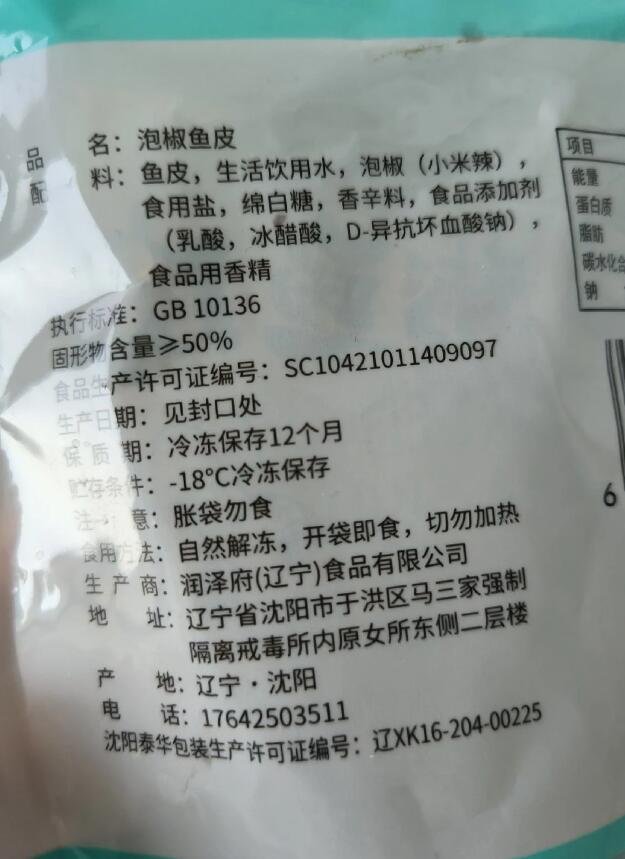 品 名：泡椒鱼皮
配 料：鱼皮，生活饮用水，泡椒（小米辣），
食用盐，绵白糖，香辛料，食品添加剂
（乳酸，冰醋酸，D-异抗坏血酸钠），
食品用香精
执行标准：GB 10136
固形物含量≥50%
食品生产许可证编号：SC10421011409097
生产日期：见封口处
保 质 期：冷冻保存12个月
贮存条件：-18°C冷冻保存
注 意：胀袋勿食
食用方法：自然解冻，开袋即食，切勿加热
生 产 商：润泽府(辽宁)食品有限公司
地 址：辽宁省沈阳市于洪区马三家强制
隔离戒毒所内原女所东侧二层楼
产 地：辽宁·沈阳
电 话：17642503511
沈阳泰华包装生产许可证编号：辽XK16-204-00225
项目
能量
蛋白质
脂肪
碳水化合
钠
6